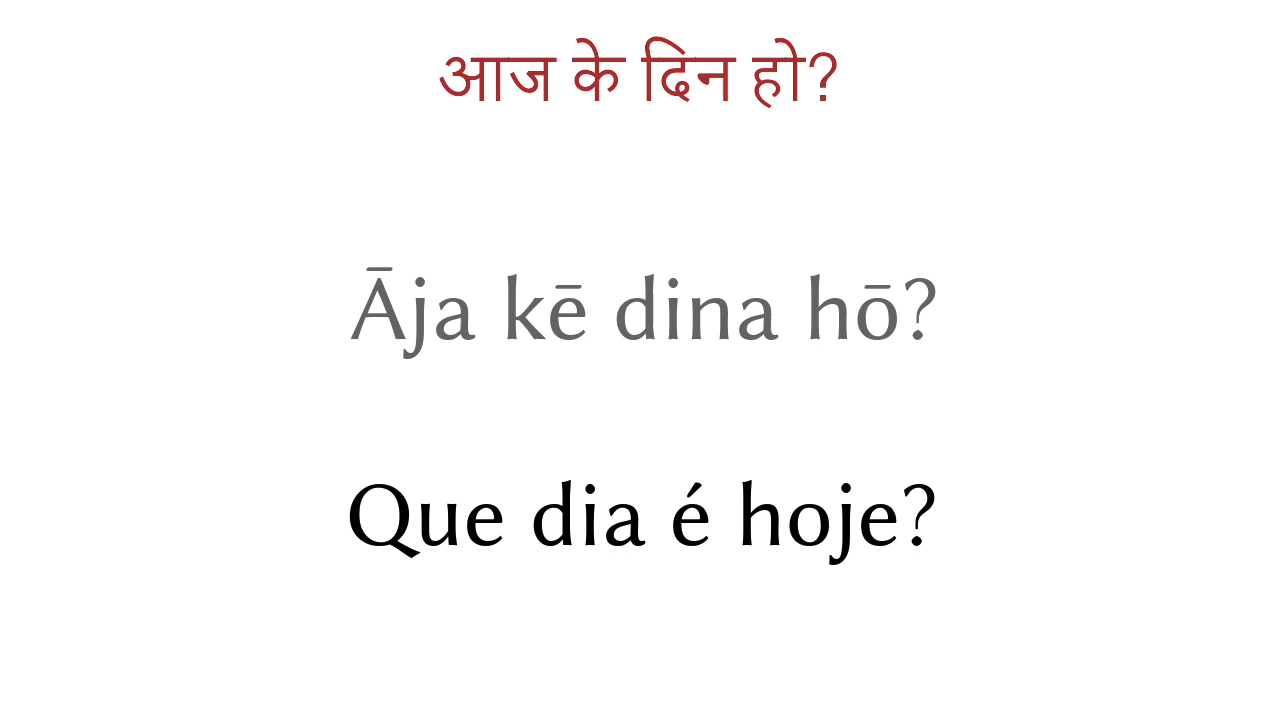 आज के दिन हो?
Āja kē dina hō?
Que dia é hoje?